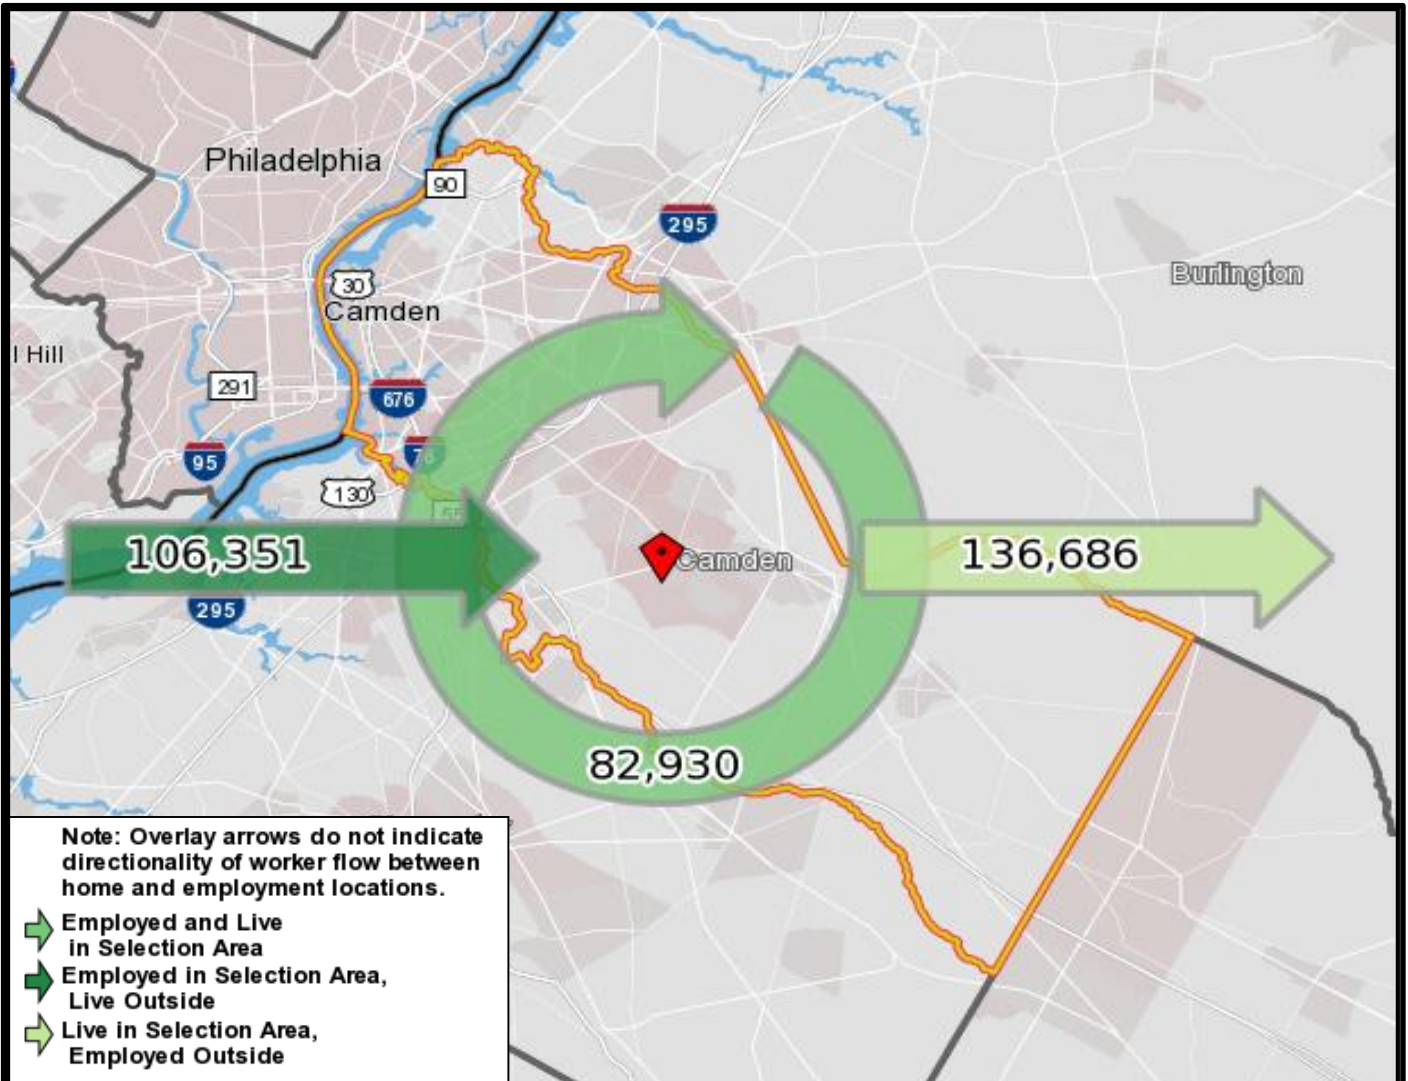 Philadelphia
90
295
Burlington
30
Camden
l Hill
291
676
95
76
130
55
106,351
Camden
136,686
295
82,930
Note: Overlay arrows do not indicate
directionality of worker flow between
home and employment locations.
Employed and Live
in Selection Area
Employed in Selection Area,
Live Outside
Live in Selection Area,
Employed Outside